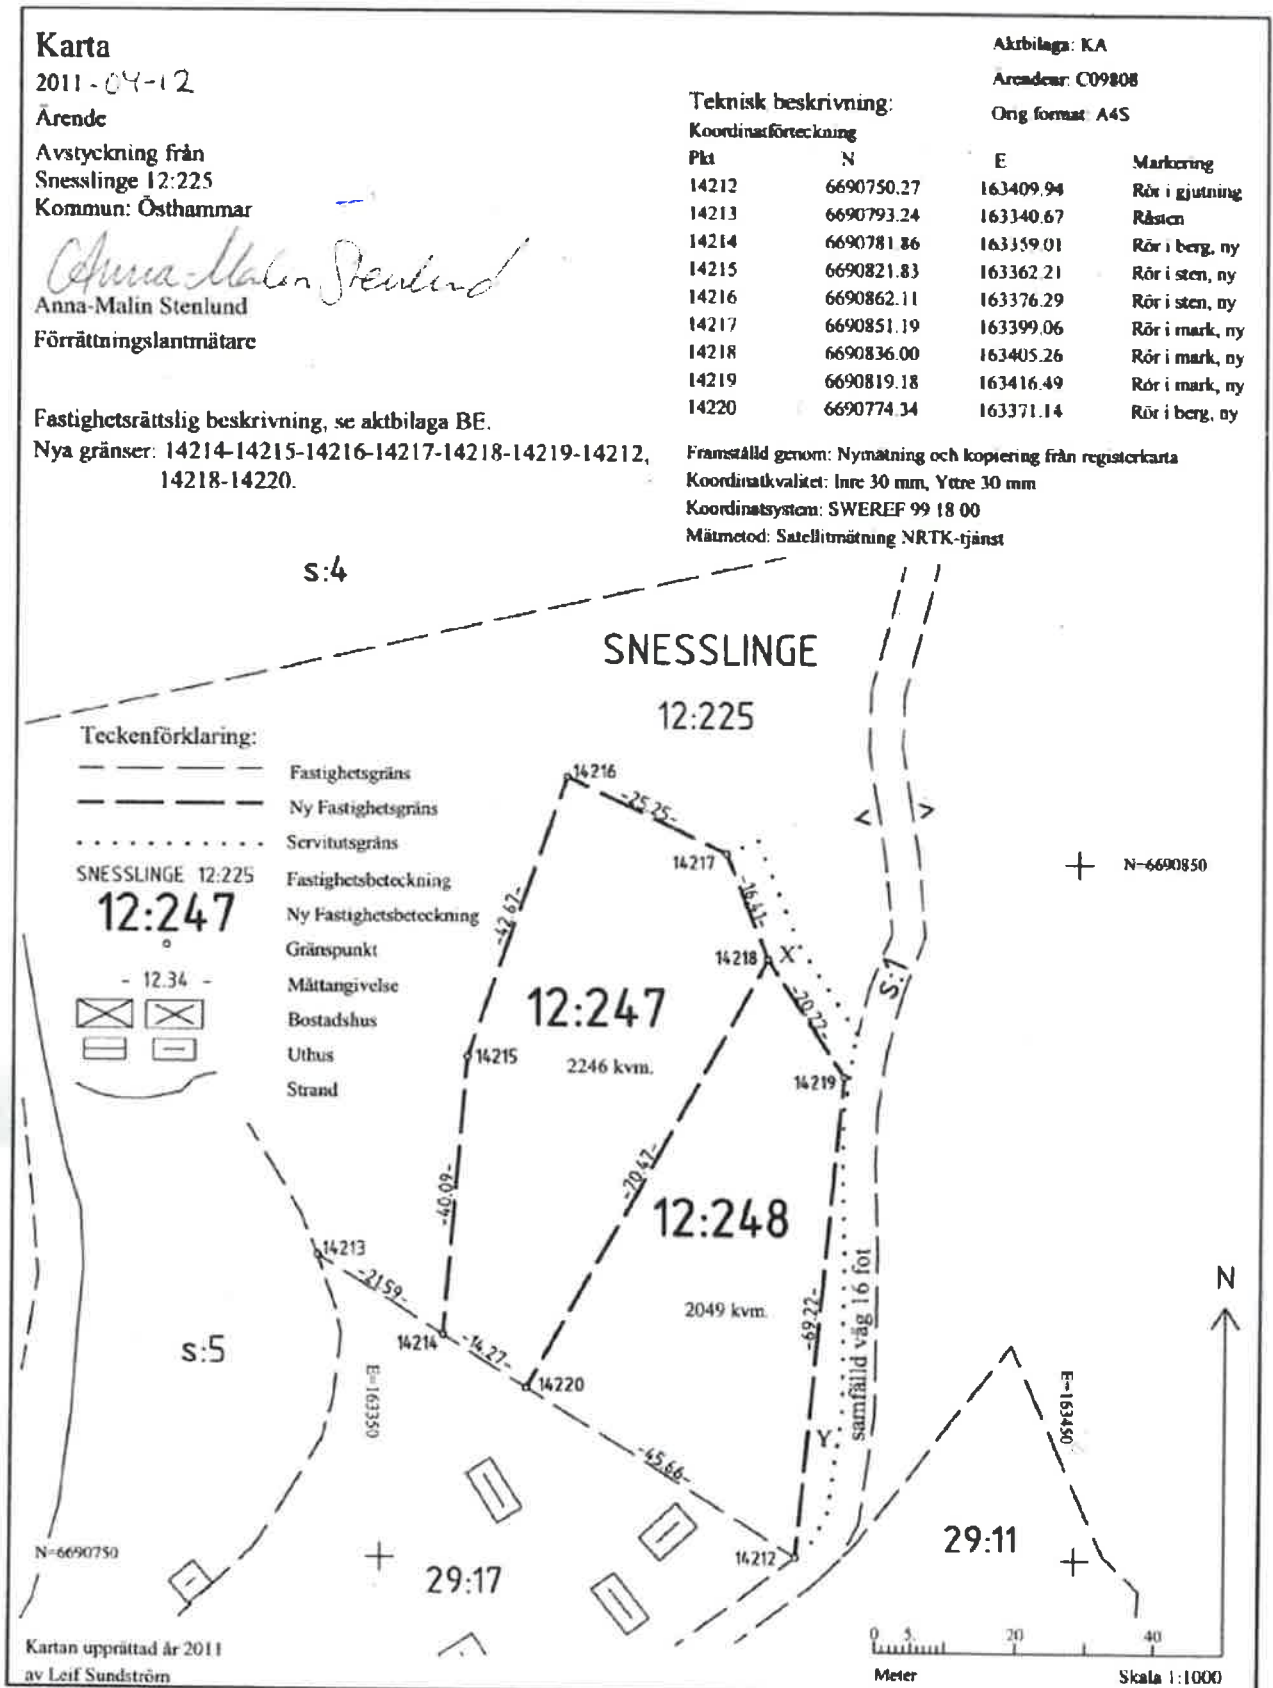 Karta
2011 - 04-12
Ärende
Avstyckning från
Snesslinge 12:225
Kommun: Östhammar
Anna-Malin Stenlund
Anna-Malin Stenlund
Förrättningslantmätare
Fastighetsrättslig beskrivning, se aktbilaga BE.
Nya gränser: 14214-14215-14216-14217-14218-14219-14212,
14218-14220.
Aktbilaga: KA
Ärendenr: C09808
Orig format: A4S
Teknisk beskrivning:
Koordinatförteckning
Pkt N E Markering
14212 6690750.27 163409.94 Rör i gjutning
14213 6690793.24 163340.67 Råsten
14214 6690781.86 163359.01 Rör i berg, ny
14215 6690821.83 163362.21 Rör i sten, ny
14216 6690862.11 163376.29 Rör i sten, ny
14217 6690851.19 163399.06 Rör i mark, ny
14218 6690836.00 163405.26 Rör i mark, ny
14219 6690819.18 163416.49 Rör i mark, ny
14220 6690774.34 163371.14 Rör i berg, ny
Framställd genom: Nymätning och kopiering från registerkarta
Koordinatkvalitet: Inre 30 mm, Yttre 30 mm
Koordinatsystem: SWEREF 99 18 00
Mätmetod: Satellitmätning NRTK-tjänst
s:4
SNESSLINGE
12:225
Teckenförklaring:
Fastighetsgräns
Ny Fastighetsgräns
Servitutsgräns
SNESSLINGE 12:225 Fastighetsbeteckning
12:247 Ny Fastighetsbeteckning
Gränspunkt
- 12.34 - Måttangivelse
Bostadshus
Uthus
Strand
14216
-25.25-
14217
N=6690850
-16.41-
-42.67-
14218
X
s:1
-20.22-
12:247
2246 kvm.
14215
14219
-40.09-
-70.47-
12:248
2049 kvm.
14213
-21.59-
14214
-14.27-
14220
-69.22-
samfälld väg 16 fot
N
s:5
E=163350
E=163450
Y
-45.66-
14212
N=6690750
29:17
29:11
Kartan upprättad år 2011
av Leif Sundström
0 5 20 40
Meter
Skala 1:1000